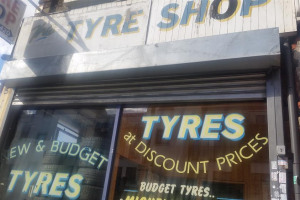 TYRE SHOP
TYRES
at DISCOUNT PRICES
EW & BUDGET
TYRES
BUDGET TYRES..